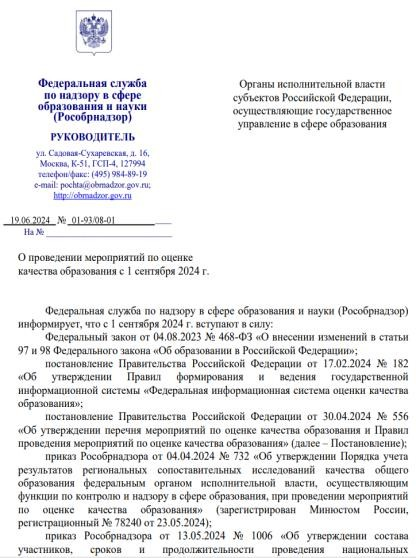 Федеральная служба
по надзору в сфере
образования и науки
(Рособрнадзор)
РУКОВОДИТЕЛЬ
ул. Садовая-Сухаревская, д. 16,
Москва, К-51, ГСП-4, 127994
телефон/факс: (495) 984-89-19
e-mail: pochta@obrnadzor.gov.ru;
http://obrnadzor.gov.ru/
19.06.2024 № 01-93/08-01
На №
Органы исполнительной власти
субъектов Российской Федерации,
осуществляющие государственное
управление в сфере образования
О проведении мероприятий по оценке
качества образования с 1 сентября 2024 г.
Федеральная служба по надзору в сфере образования и науки (Рособрнадзор)
информирует, что с 1 сентября 2024 г. вступают в силу:
Федеральный закон от 04.08.2023 № 468-ФЗ «О внесении изменений в статьи
97 и 98 Федерального закона «Об образовании в Российской Федерации»;
постановление Правительства Российской Федерации от 17.02.2024 № 182
«Об утверждении Правил формирования и ведения государственной
информационной системы «Федеральная информационная система оценки качества
образования»;
постановление Правительства Российской Федерации от 30.04.2024 № 556
«Об утверждении перечня мероприятий по оценке качества образования и Правил
проведения мероприятий по оценке качества образования» (далее – Постановление);
приказ Рособрнадзора от 04.04.2024 № 732 «Об утверждении Порядка учета
результатов региональных сопоставительных исследований качества общего
образования федеральным органом исполнительной власти, осуществляющим
функции по контролю и надзору в сфере образования, при проведении мероприятий
по оценке качества образования» (зарегистрирован Минюстом России,
регистрационный № 78240 от 23.05.2024);
приказ Рособрнадзора от 13.05.2024 № 1006 «Об утверждении состава
участников, сроков и продолжительности проведения национальных